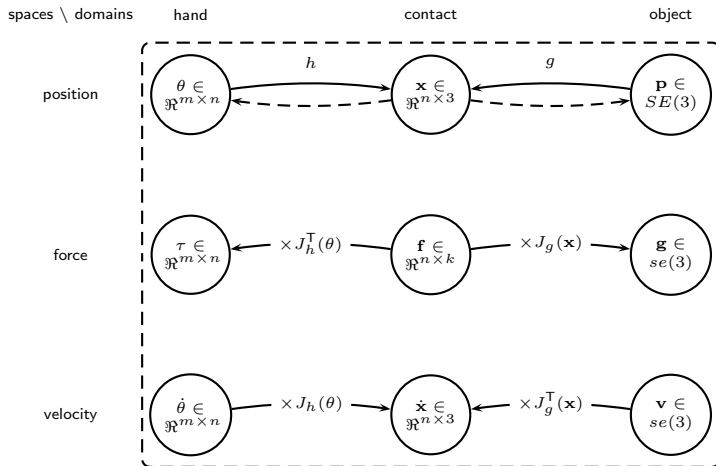 spaces \ domains hand contact object
h g
position θ ∈ x ∈ p ∈
ℜ^{m×n} ℜ^{n×3} SE(3)
force τ ∈ ×J_h^T(θ) f ∈ ×J_g(x) g ∈
ℜ^{m×n} ℜ^{n×k} se(3)
velocity θ̇ ∈ ×J_h(θ) ẋ ∈ ×J_g^T(x) v ∈
ℜ^{m×n} ℜ^{n×3} se(3)